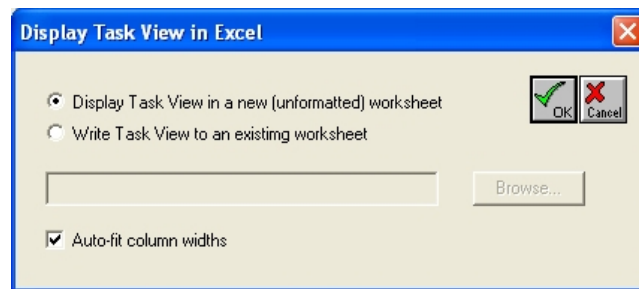 Display Task View in Excel
Display Task View in a new (unformatted) worksheet
Write Task View to an existimg worksheet
OK
Cancel
Browse...
Auto-fit column widths